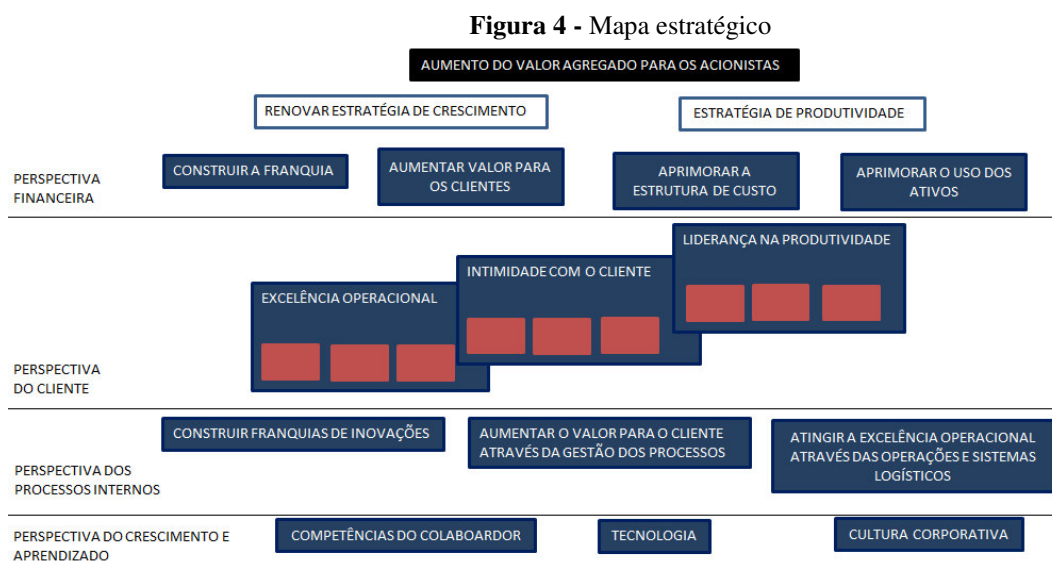 Figura 4 - Mapa estratégico
AUMENTO DO VALOR AGREGADO PARA OS ACIONISTAS
RENOVAR ESTRATÉGIA DE CRESCIMENTO
ESTRATÉGIA DE PRODUTIVIDADE
PERSPECTIVA
FINANCEIRA
CONSTRUIR A FRANQUIA
AUMENTAR VALOR PARA
OS CLIENTES
APRIMORAR A
ESTRUTURA DE CUSTO
APRIMORAR O USO DOS
ATIVOS
PERSPECTIVA
DO CLIENTE
EXCELÊNCIA OPERACIONAL
INTIMIDADE COM O CLIENTE
LIDERANÇA NA PRODUTIVIDADE
PERSPECTIVA DOS
PROCESSOS INTERNOS
CONSTRUIR FRANQUIAS DE INOVAÇÕES
AUMENTAR O VALOR PARA O CLIENTE
ATRAVÉS DA GESTÃO DOS PROCESSOS
ATINGIR A EXCELÊNCIA OPERACIONAL
ATRAVÉS DAS OPERAÇÕES E SISTEMAS
LOGÍSTICOS
PERSPECTIVA DO CRESCIMENTO E
APRENDIZADO
COMPETÊNCIAS DO COLABOARDOR
TECNOLOGIA
CULTURA CORPORATIVA